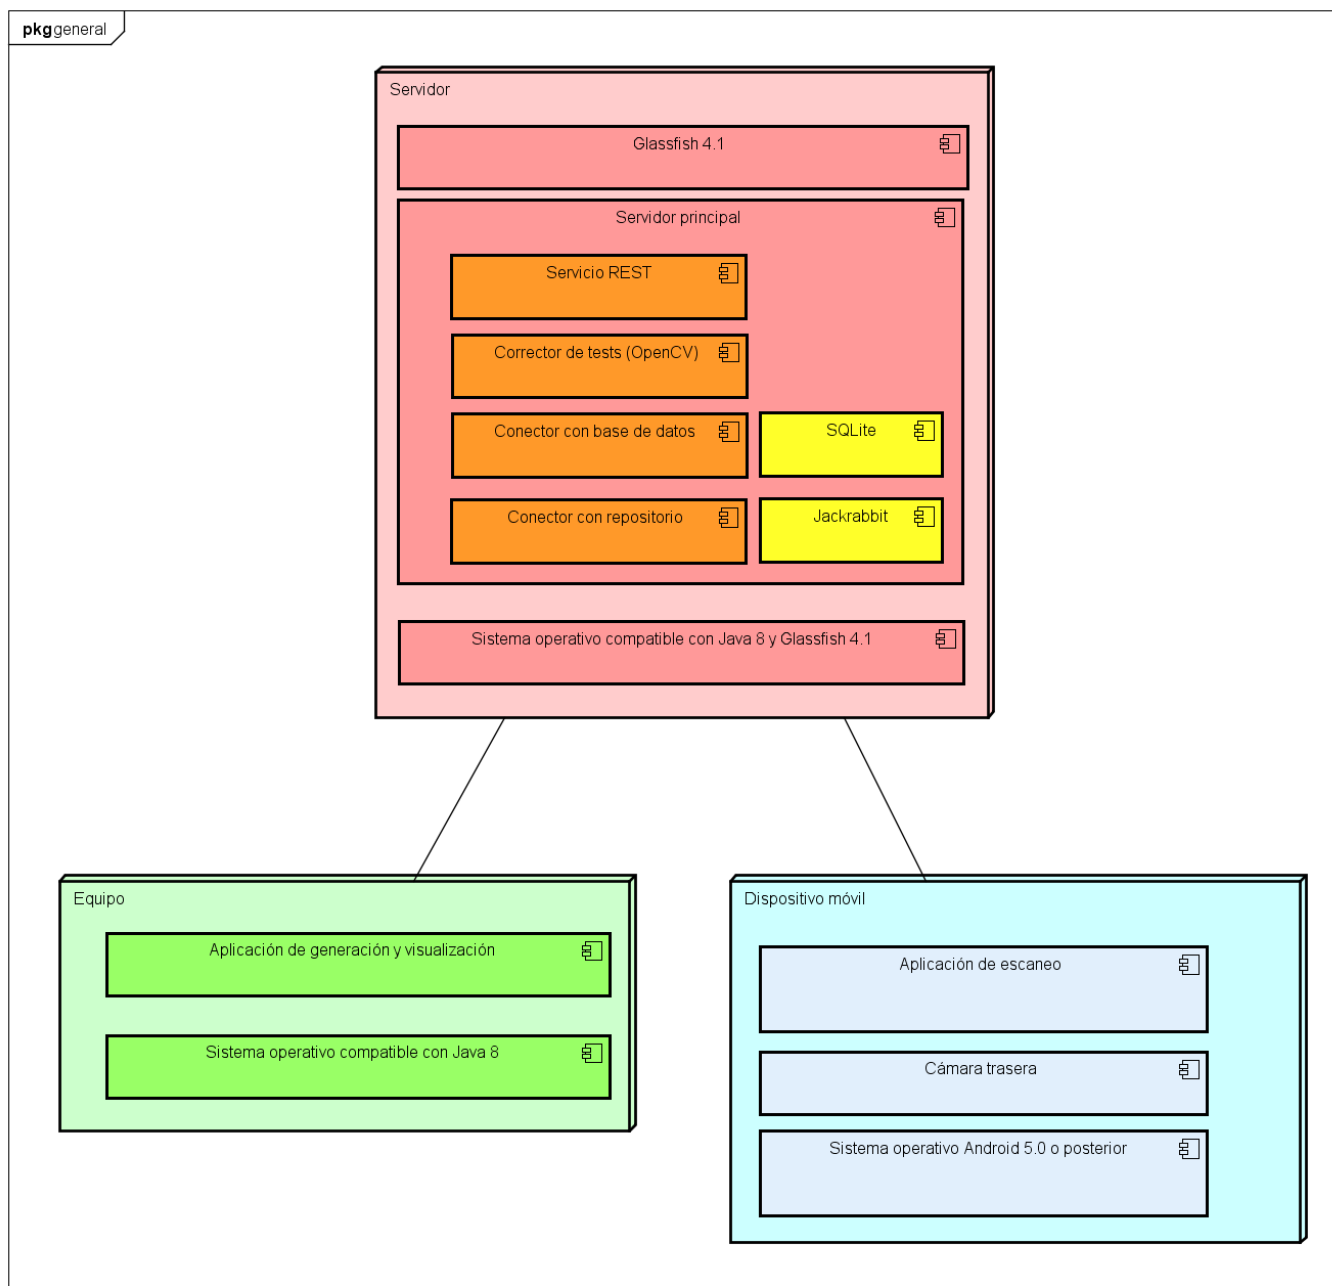 pkg general
Servidor
Glassfish 4.1
Servidor principal
Servicio REST
Corrector de tests (OpenCV)
Conector con base de datos
SQLite
Conector con repositorio
Jackrabbit
Sistema operativo compatible con Java 8 y Glassfish 4.1
Equipo
Aplicación de generación y visualización
Sistema operativo compatible con Java 8
Dispositivo móvil
Aplicación de escaneo
Cámara trasera
Sistema operativo Android 5.0 o posterior